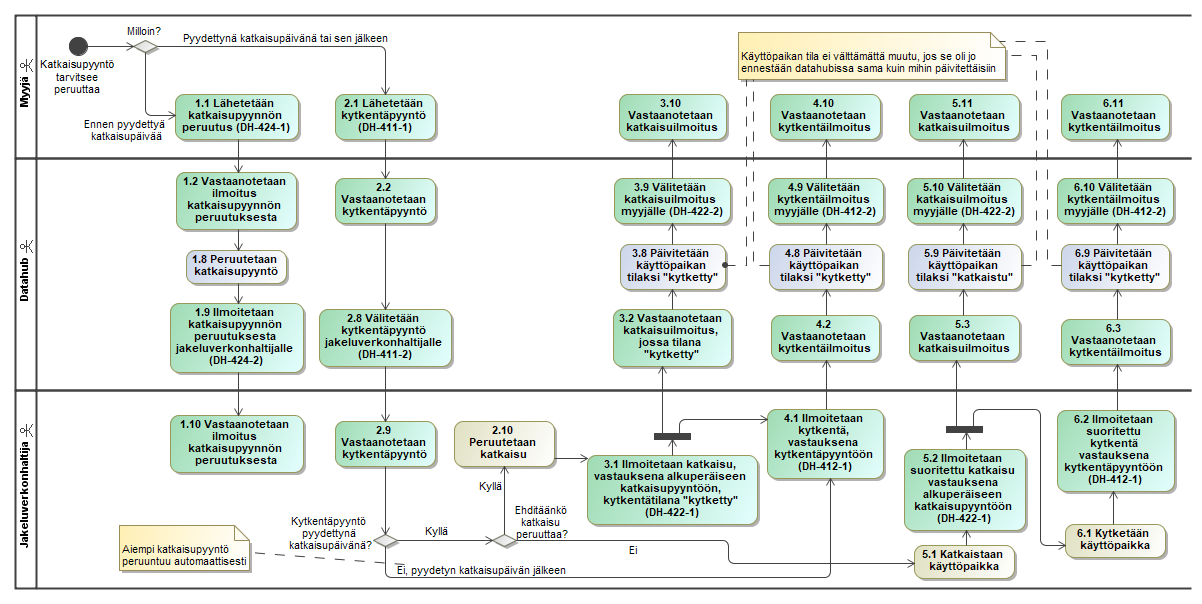 Myyjä
Milloin?
Pyydettynä katkaisupäivänä tai sen jälkeen
Katkaisupyyntö
tarvitsee
peruuttaa
Ennen pyydettyä
katkaisupäivää
1.1 Lähetetään
katkaisupyynnön
peruutus (DH-424-1)
2.1 Lähetetään
kytkentäpyyntö
(DH-411-1)
Käyttöpaikan tila ei välttämättä muutu, jos se oli jo
ennestään datahubissa sama kuin mihin päivitettäisiin
3.10
Vastaanotetaan
katkaisuilmoitus
4.10
Vastaanotetaan
kytkentäilmoitus
5.11
Vastaanotetaan
katkaisuilmoitus
6.11
Vastaanotetaan
kytkentäilmoitus
Datahub
1.2 Vastaanotetaan
ilmoitus
katkaisupyynnön
peruutuksesta
2.2
Vastaanotetaan
kytkentäpyyntö
3.9 Välitetään
katkaisuilmoitus
myyjälle (DH-422-2)
4.9 Välitetään
kytkentäilmoitus
myyjälle (DH-412-2)
5.10 Välitetään
katkaisuilmoitus
myyjälle (DH-422-2)
6.10 Välitetään
kytkentäilmoitus
myyjälle (DH-412-2)
1.8 Peruutetaan
katkaisupyyntö
3.8 Päivitetään
käyttöpaikan
tilaksi "kytketty"
4.8 Päivitetään
käyttöpaikan
tilaksi "kytketty"
5.9 Päivitetään
käyttöpaikan
tilaksi "katkaistu"
6.9 Päivitetään
käyttöpaikan
tilaksi "kytketty"
1.9 Ilmoitetaan
katkaisupyynnön
peruutuksesta
jakeluverkonhaltijalle
(DH-424-2)
2.8 Välitetään
kytkentäpyyntö
jakeluverkonhaltijalle
(DH-411-2)
3.2 Vastaanotetaan
katkaisuilmoitus,
jossa tilana
"kytketty"
4.2
Vastaanotetaan
kytkentäilmoitus
5.3
Vastaanotetaan
katkaisuilmoitus
6.3
Vastaanotetaan
kytkentäilmoitus
Jakeluverkonhaltija
1.10 Vastaanotetaan
ilmoitus
katkaisupyynnön
peruutuksesta
2.9
Vastaanotetaan
kytkentäpyyntö
2.10
Peruutetaan
katkaisu
3.1 Ilmoitetaan katkaisu,
vastauksena alkuperäiseen
katkaisupyyntöön,
kytkentätilana "kytketty"
(DH-422-1)
4.1 Ilmoitetaan
kytkentä,
vastauksena
kytkentäpyyntöön
(DH-412-1)
5.2 Ilmoitetaan
suoritettu katkaisu
vastauksena
alkuperäiseen
katkaisupyyntöön
(DH-422-1)
6.2 Ilmoitetaan
suoritettu
kytkentä
vastauksena
kytkentäpyyntöön
(DH-412-1)
Kyllä
Kytkentäpyyntö
pyydettynä
katkaisupäivänä?
Kyllä
Ehditäänkö
katkaisu
peruuttaa?
Ei
6.1 Kytketään
käyttöpaikka
5.1 Katkaistaan
käyttöpaikka
Aiempi katkaisupyyntö
peruuntuu automaattisesti
Ei, pyydetyn katkaisupäivän jälkeen